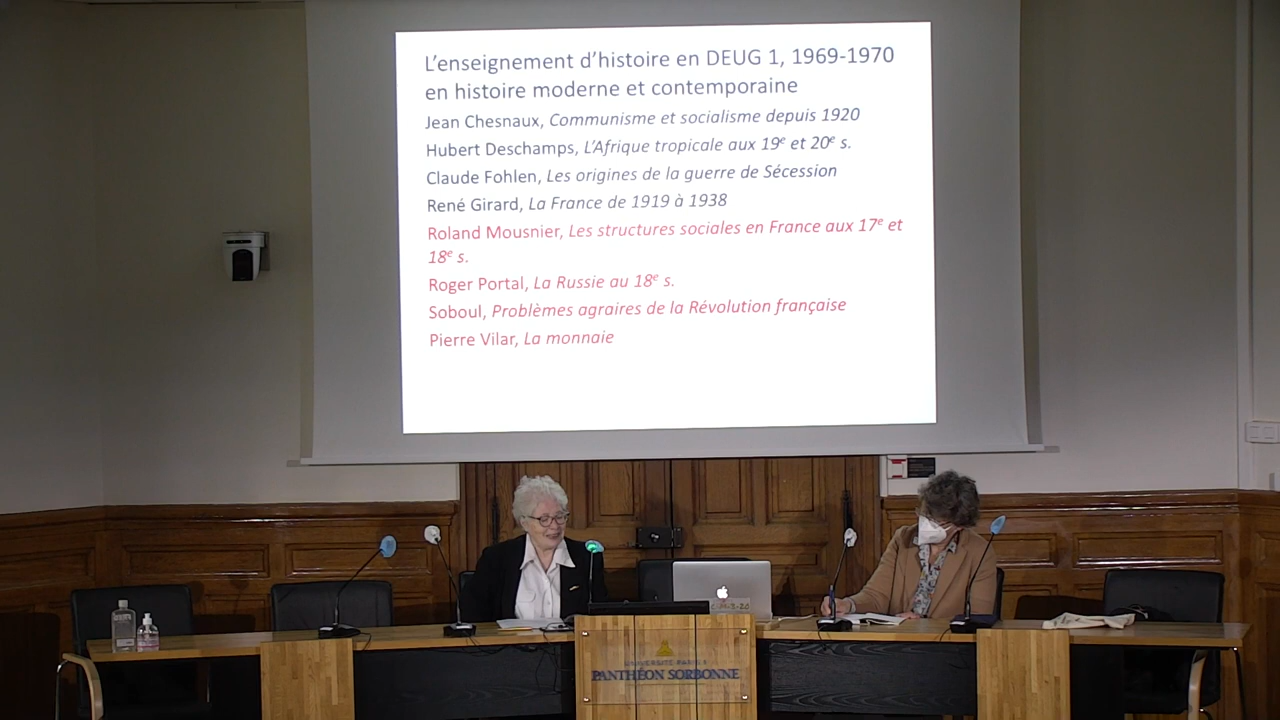 L’enseignement d’histoire en DEUG 1, 1969-1970
en histoire moderne et contemporaine
Jean Chesnaux, Communisme et socialisme depuis 1920
Hubert Deschamps, L’Afrique tropicale aux 19e et 20e s.
Claude Fohlen, Les origines de la guerre de Sécession
René Girard, La France de 1919 à 1938
Roland Mousnier, Les structures sociales en France aux 17e et
18e s.
Roger Portal, La Russie au 18e s.
Soboul, Problèmes agraires de la Révolution française
Pierre Vilar, La monnaie
UNIVERSITÉ PARIS 1
PANTHÉON SORBONNE